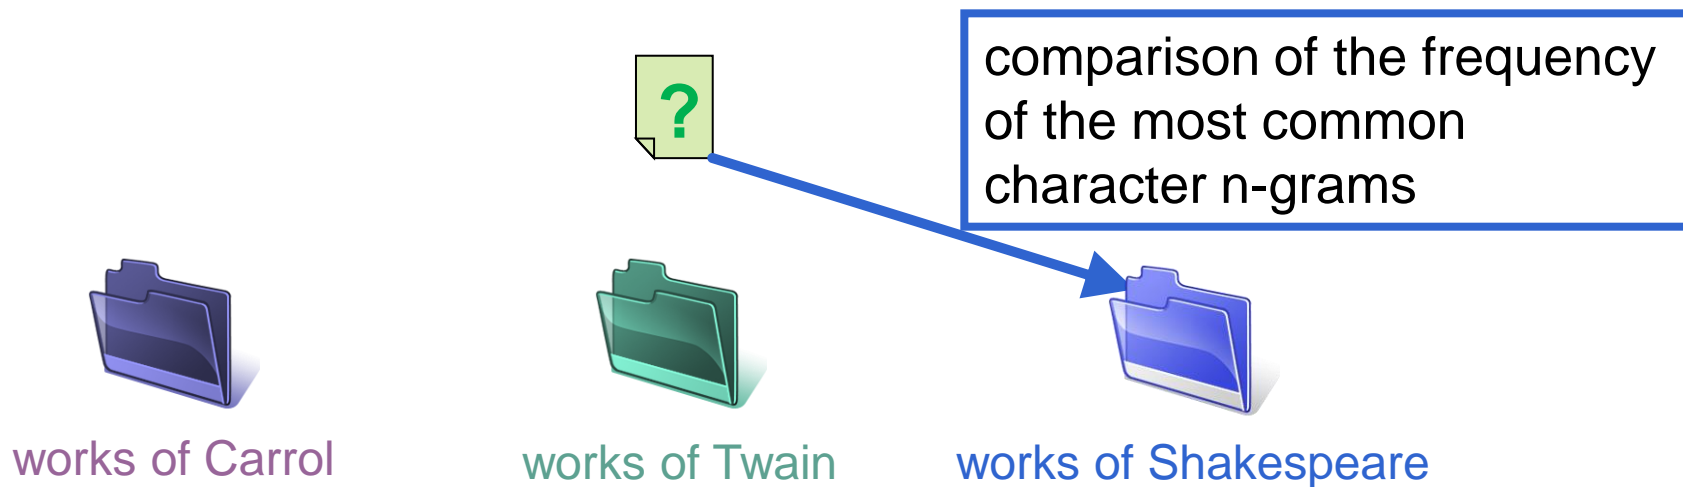 comparison of the frequency
of the most common
character n-grams
?
works of Carrol
works of Twain
works of Shakespeare